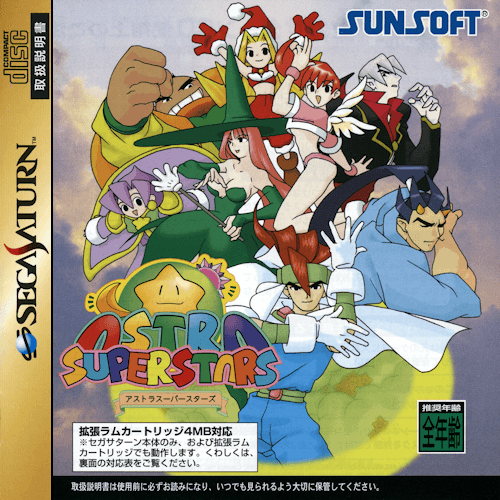 COMPACT
disc
取扱説明書
SUNSOFT®
SEGA SATURN™
ASTRA
SUPERSTARS
アストラスーパースターズ
拡張ラムカートリッジ4MB対応
※セガサターン本体のみ、および拡張ラム
カートリッジでも動作します。くわしくは、
裏面の対応表をご覧ください。
推奨年齢
全年齢
取扱説明書は使用前に必ずお読みになり、いつでも見られるよう大切に保管してください。